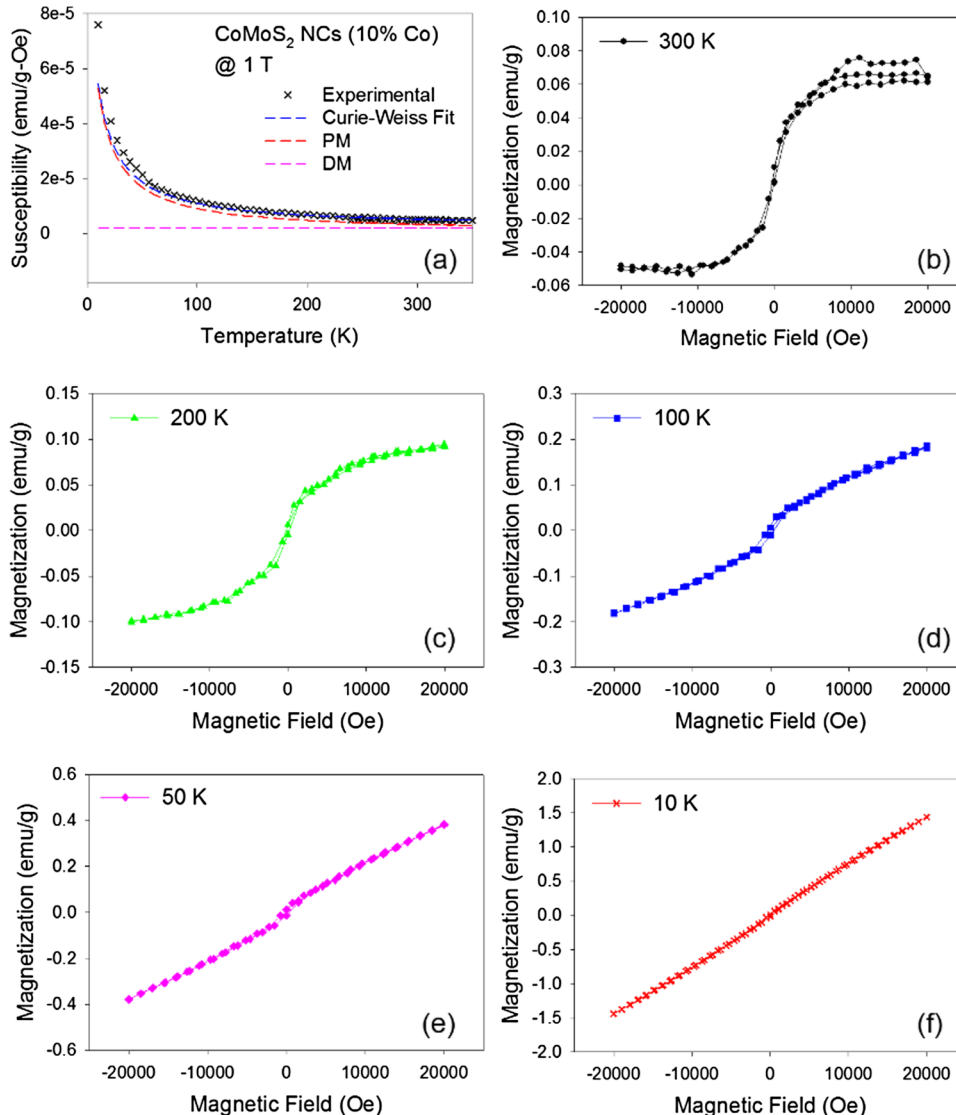 CoMoS2 NCs (10% Co)
@ 1 T
Experimental
Curie-Weiss Fit
PM
DM
8e-5
6e-5
4e-5
2e-5
0
Susceptibility (emu/g-Oe)
0 100 200 300
Temperature (K)
(a)
300 K
0.10
0.08
0.06
0.04
0.02
0.00
-0.02
-0.04
0.06
Magnetization (emu/g)
-20000 -10000 0 10000 20000
Magnetic Field (Oe)
(b)
200 K
0.15
0.10
0.05
0.00
-0.05
-0.10
-0.15
Magnetization (emu/g)
-20000 -10000 0 10000 20000
Magnetic Field (Oe)
(c)
100 K
0.3
0.2
0.1
0.0
-0.1
-0.2
-0.3
Magnetization (emu/g)
-20000 -10000 0 10000 20000
Magnetic Field (Oe)
(d)
50 K
0.6
0.4
0.2
0.0
-0.2
-0.4
-0.6
Magnetization (emu/g)
-20000 -10000 0 10000 20000
Magnetic Field (Oe)
(e)
10 K
2.0
1.5
1.0
0.5
0.0
-0.5
-1.0
-1.5
-2.0
Magnetization (emu/g)
-20000 -10000 0 10000 20000
Magnetic Field (Oe)
(f)